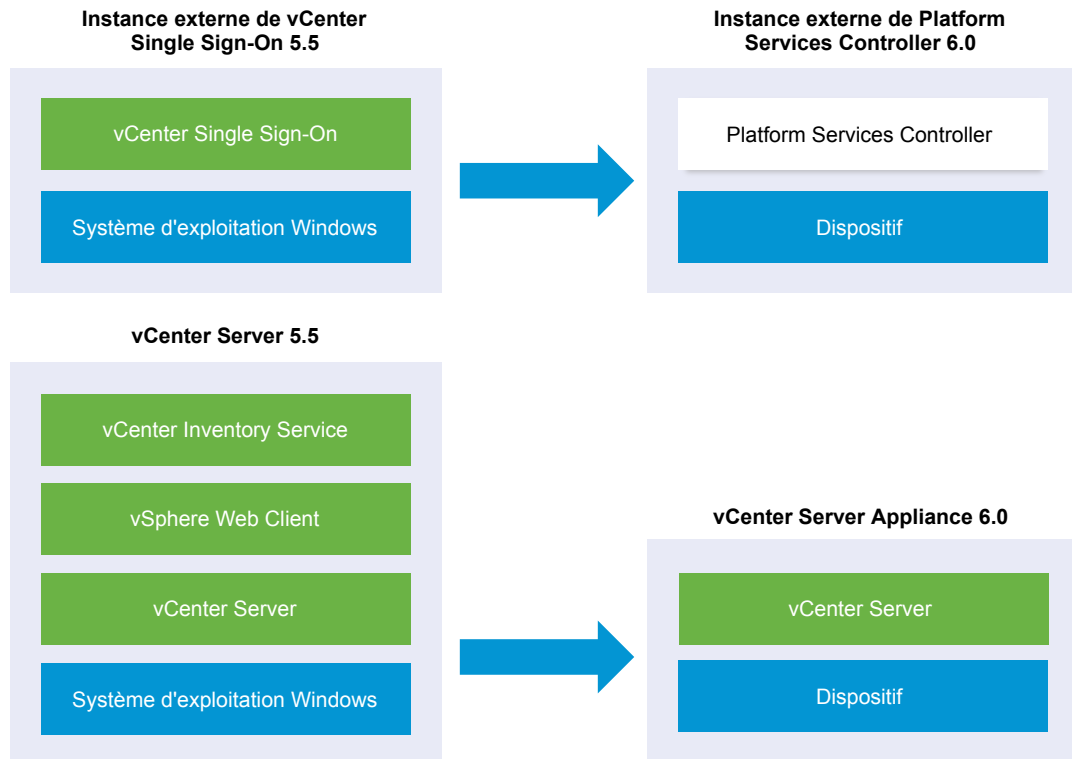 Instance externe de vCenter
Single Sign-On 5.5
vCenter Single Sign-On
Système d'exploitation Windows
Instance externe de Platform
Services Controller 6.0
Platform Services Controller
Dispositif
vCenter Server 5.5
vCenter Inventory Service
vSphere Web Client
vCenter Server
Système d'exploitation Windows
vCenter Server Appliance 6.0
vCenter Server
Dispositif